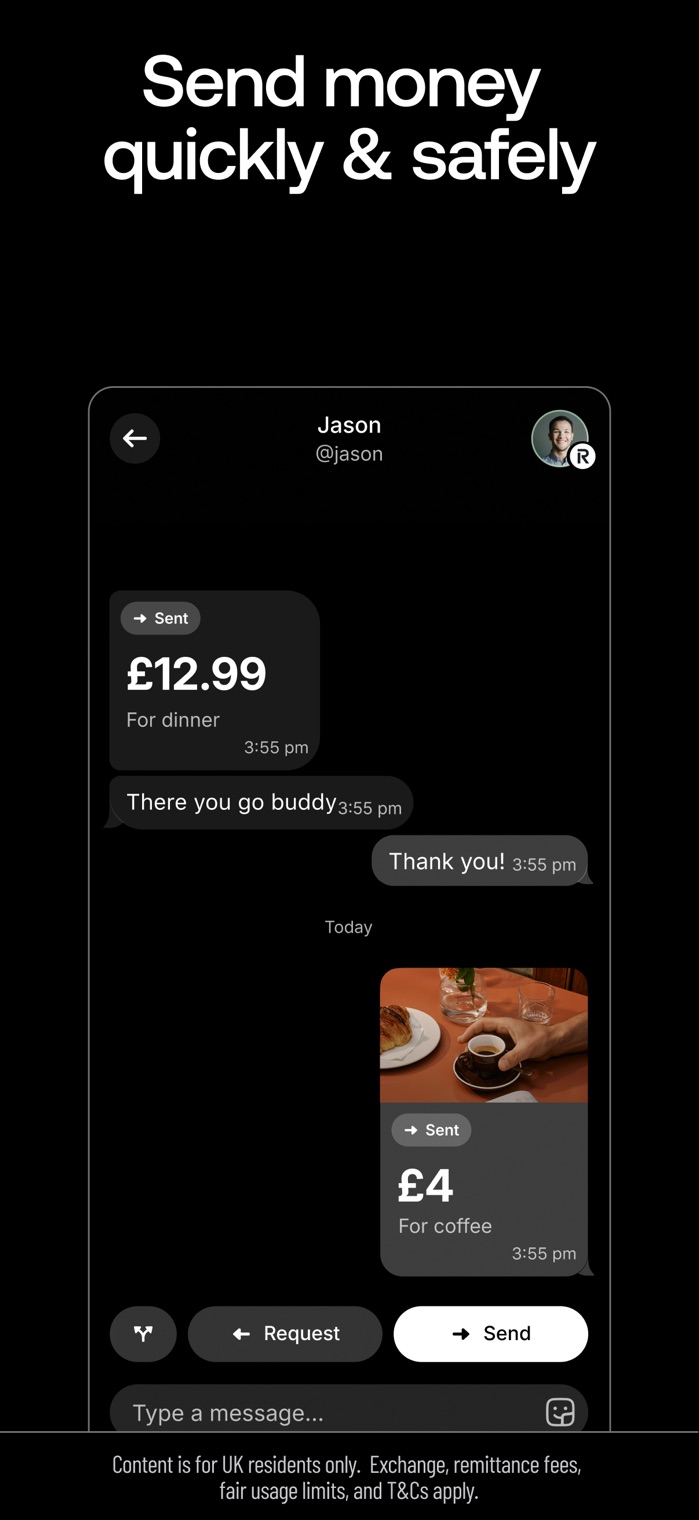 Send money
quickly & safely
Jason
@jason
Sent
£12.99
For dinner
3:55 pm
There you go buddy 3:55 pm
Thank you! 3:55 pm
Today
Sent
£4
For coffee
3:55 pm
Request
Send
Type a message...
Content is for UK residents only. Exchange, remittance fees,
fair usage limits, and T&Cs apply.